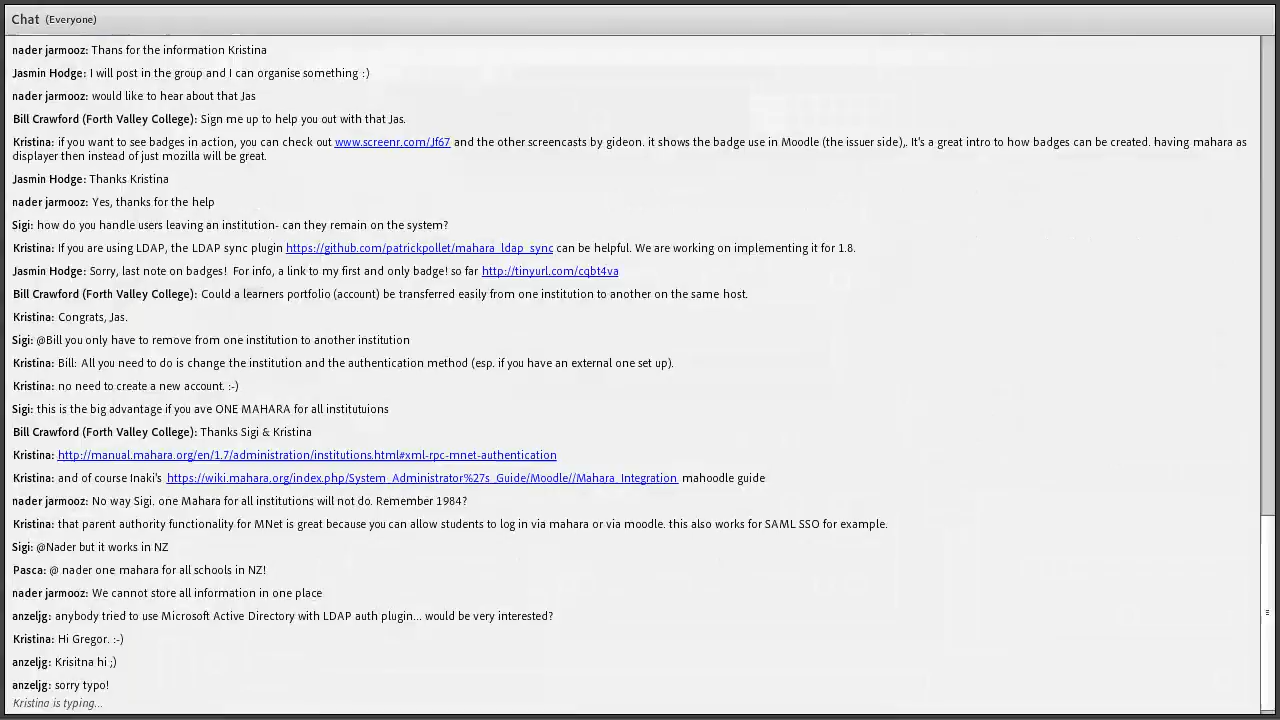 Chat (Everyone)
nader jarmooz: Thans for the information Kristina
Jasmin Hodge: I will post in the group and I can organise something :)
nader jarmooz: would like to hear about that Jas
Bill Crawford (Forth Valley College): Sign me up to help you out with that Jas.
Kristina: if you want to see badges in action, you can check out www.screenr.com/Jf67 and the other screencasts by gideon. it shows the badge use in Moodle (the issuer side),. It's a great intro to how badges can be created. having mahara as
displayer then instead of just mozilla will be great.
Jasmin Hodge: Thanks Kristina
nader jarmooz: Yes, thanks for the help
Sigi: how do you handle users leaving an institution- can they remain on the system?
Kristina: If you are using LDAP, the LDAP sync plugin https://github.com/patrickpollet/mahara_ldap_sync can be helpful. We are working on implementing it for 1.8.
Jasmin Hodge: Sorry, last note on badges!  For info, a link to my first and only badge! so far http://tinyurl.com/cqbt4va
Bill Crawford (Forth Valley College): Could a learners portfolio (account) be transferred easily from one institution to another on the same host.
Kristina: Congrats, Jas.
Sigi: @Bill you only have to remove from one institution to another institution
Kristina: Bill: All you need to do is change the institution and the authentication method (esp. if you have an external one set up).
Kristina: no need to create a new account. :-)
Sigi: this is the big advantage if you ave ONE MAHARA for all institutuions
Bill Crawford (Forth Valley College): Thanks Sigi & Kristina
Kristina: http://manual.mahara.org/en/1.7/administration/institutions.html#xml-rpc-mnet-authentication
Kristina: and of course Inaki's  https://wiki.mahara.org/index.php/System_Administrator%27s_Guide/Moodle//Mahara_Integration  mahoodle guide
nader jarmooz: No way Sigi. one Mahara for all institutions will not do. Remember 1984?
Kristina: that parent authority functionality for MNet is great because you can allow students to log in via mahara or via moodle. this also works for SAML SSO for example.
Sigi: @Nader but it works in NZ
Pasca: @ nader one mahara for all schools in NZ!
nader jarmooz: We cannot store all information in one place
anzeljg: anybody tried to use Microsoft Active Directory with LDAP auth plugin... would be very interested?
Kristina: Hi Gregor. :-)
anzeljg: Krisitna hi ;)
anzeljg: sorry typo!
Kristina is typing...